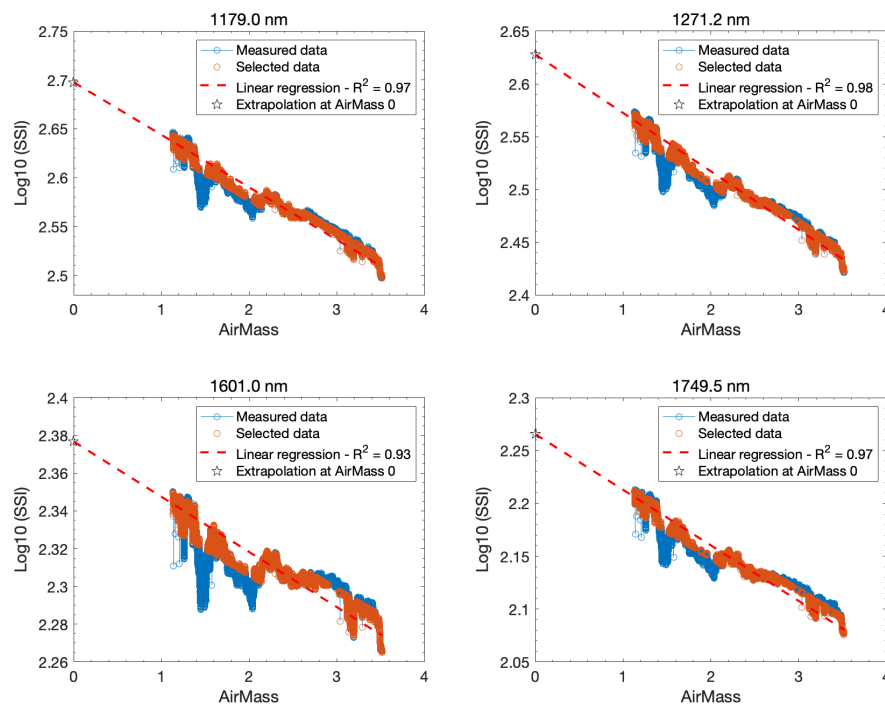 1179.0 nm
2.75
2.7
2.65
2.6
2.55
2.5
Log10 (SSI)
0 1 2 3 4
AirMass
Measured data
Selected data
Linear regression - R² = 0.97
Extrapolation at AirMass 0
1271.2 nm
2.65
2.6
2.55
2.5
2.45
2.4
Log10 (SSI)
0 1 2 3 4
AirMass
Measured data
Selected data
Linear regression - R² = 0.98
Extrapolation at AirMass 0
1601.0 nm
2.4
2.38
2.36
2.34
2.32
2.3
2.28
2.26
Log10 (SSI)
0 1 2 3 4
AirMass
Measured data
Selected data
Linear regression - R² = 0.93
Extrapolation at AirMass 0
1749.5 nm
2.3
2.25
2.2
2.15
2.1
2.05
Log10 (SSI)
0 1 2 3 4
AirMass
Measured data
Selected data
Linear regression - R² = 0.97
Extrapolation at AirMass 0